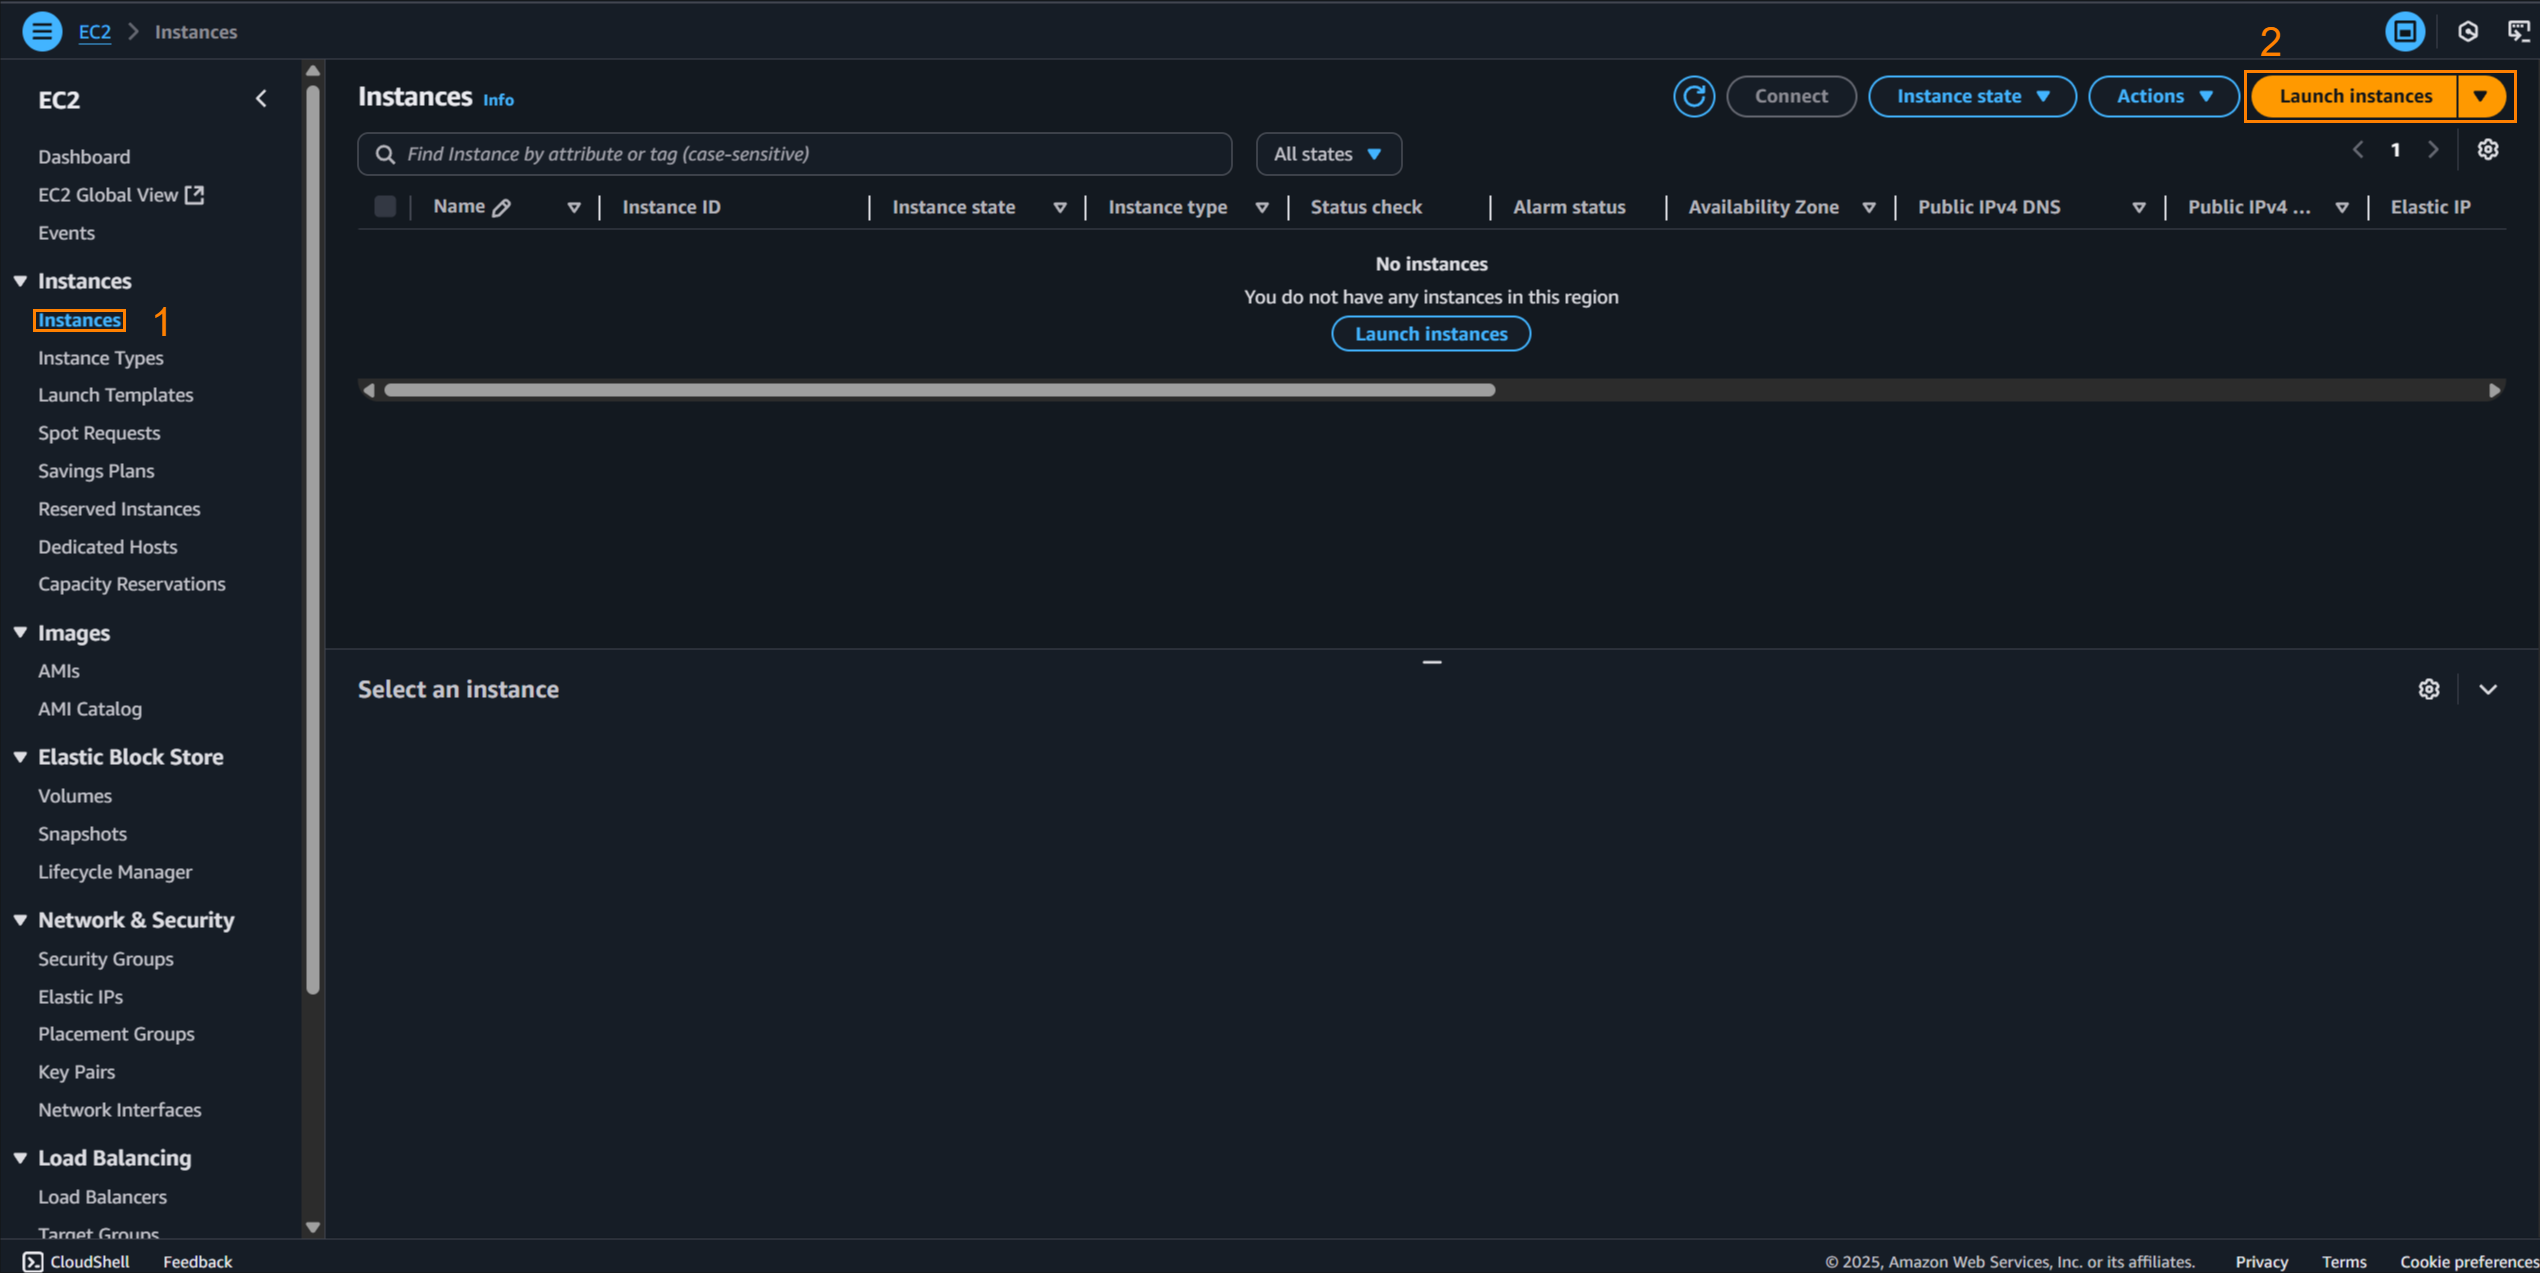 EC2 > Instances
2
EC2
Dashboard
EC2 Global View
Events
Instances
Instances 1
Instance Types
Launch Templates
Spot Requests
Savings Plans
Reserved Instances
Dedicated Hosts
Capacity Reservations
Images
AMIs
AMI Catalog
Elastic Block Store
Volumes
Snapshots
Lifecycle Manager
Network & Security
Security Groups
Elastic IPs
Placement Groups
Key Pairs
Network Interfaces
Load Balancing
Load Balancers
Target Groups
Instances Info Connect Instance state Actions Launch instances
Find Instance by attribute or tag (case-sensitive) All states 1
Name Instance ID Instance state Instance type Status check Alarm status Availability Zone Public IPv4 DNS Public IPv4 ... Elastic IP
No instances
You do not have any instances in this region
Launch instances
Select an instance
CloudShell Feedback © 2025, Amazon Web Services, Inc. or its affiliates. Privacy Terms Cookie preferences